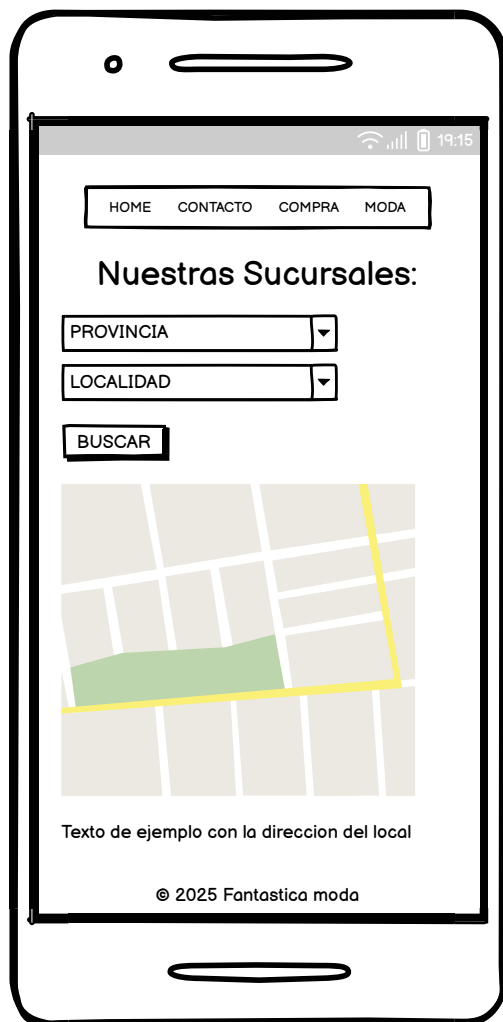 19:15
HOME CONTACTO COMPRA MODA
Nuestras Sucursales:
PROVINCIA
LOCALIDAD
BUSCAR
Texto de ejemplo con la direccion del local
© 2025 Fantastica moda